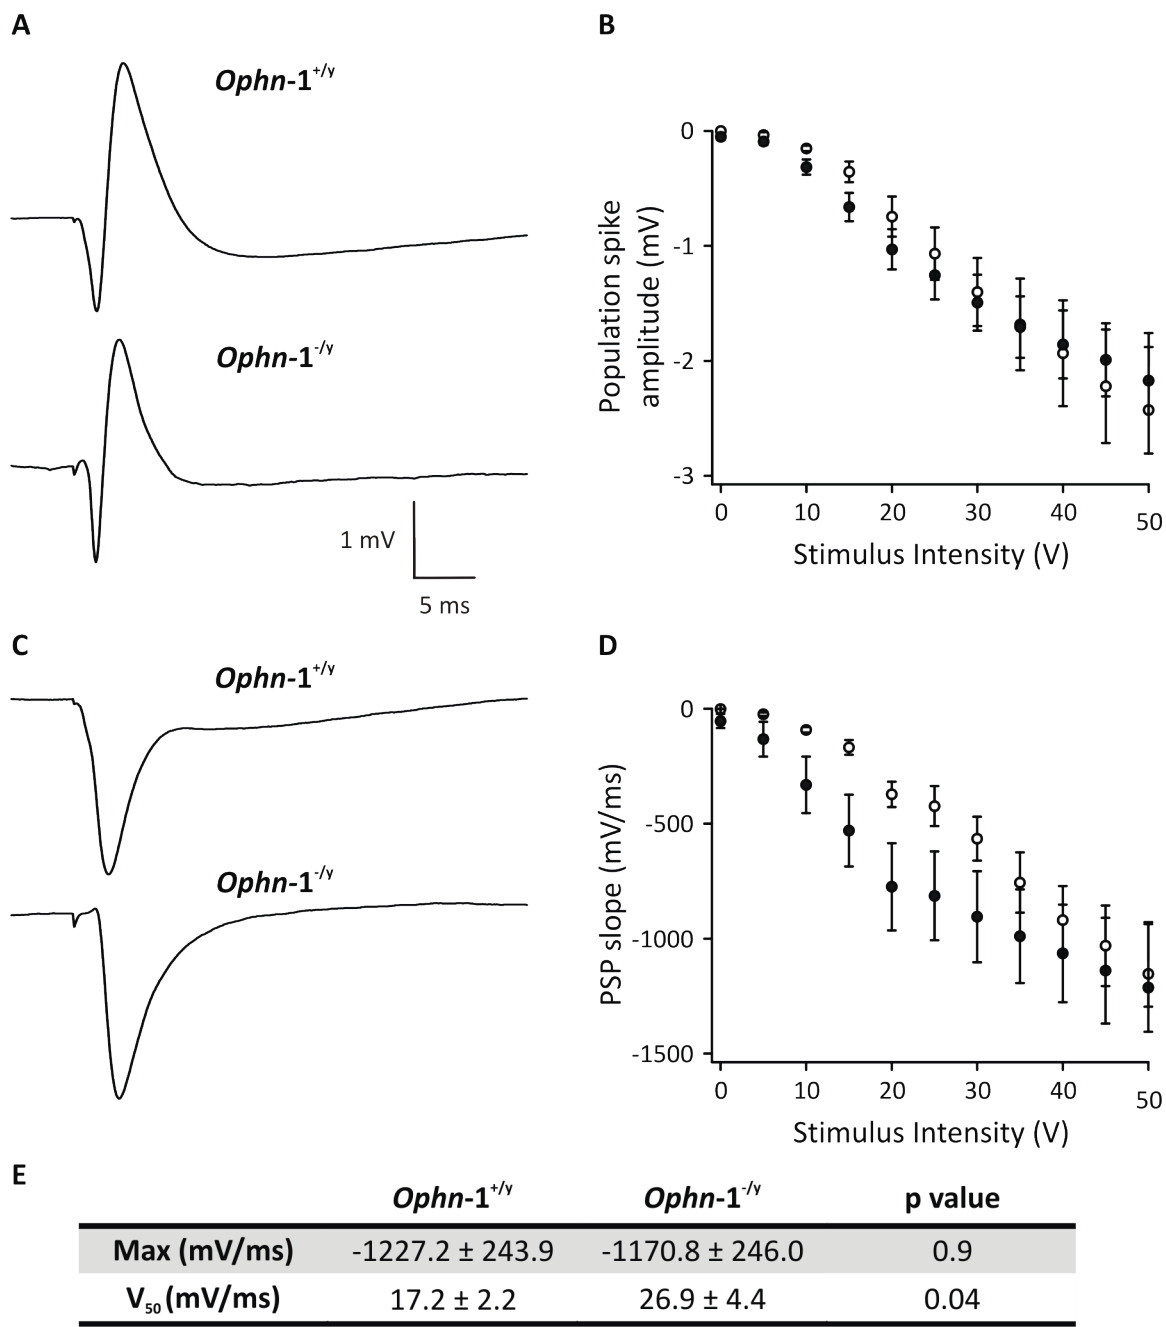 A
Ophn-1+/y
Ophn-1-/y
1 mV
5 ms
B
0
-1
-2
-3
Population spike
amplitude (mV)
0 10 20 30 40 50
Stimulus Intensity (V)
C
Ophn-1+/y
Ophn-1-/y
D
0
-500
-1000
-1500
PSP slope (mV/ms)
0 10 20 30 40 50
Stimulus Intensity (V)
E
Ophn-1+/y Ophn-1-/y p value
Max (mV/ms) -1227.2 ± 243.9 -1170.8 ± 246.0 0.9
V50 (mV/ms) 17.2 ± 2.2 26.9 ± 4.4 0.04